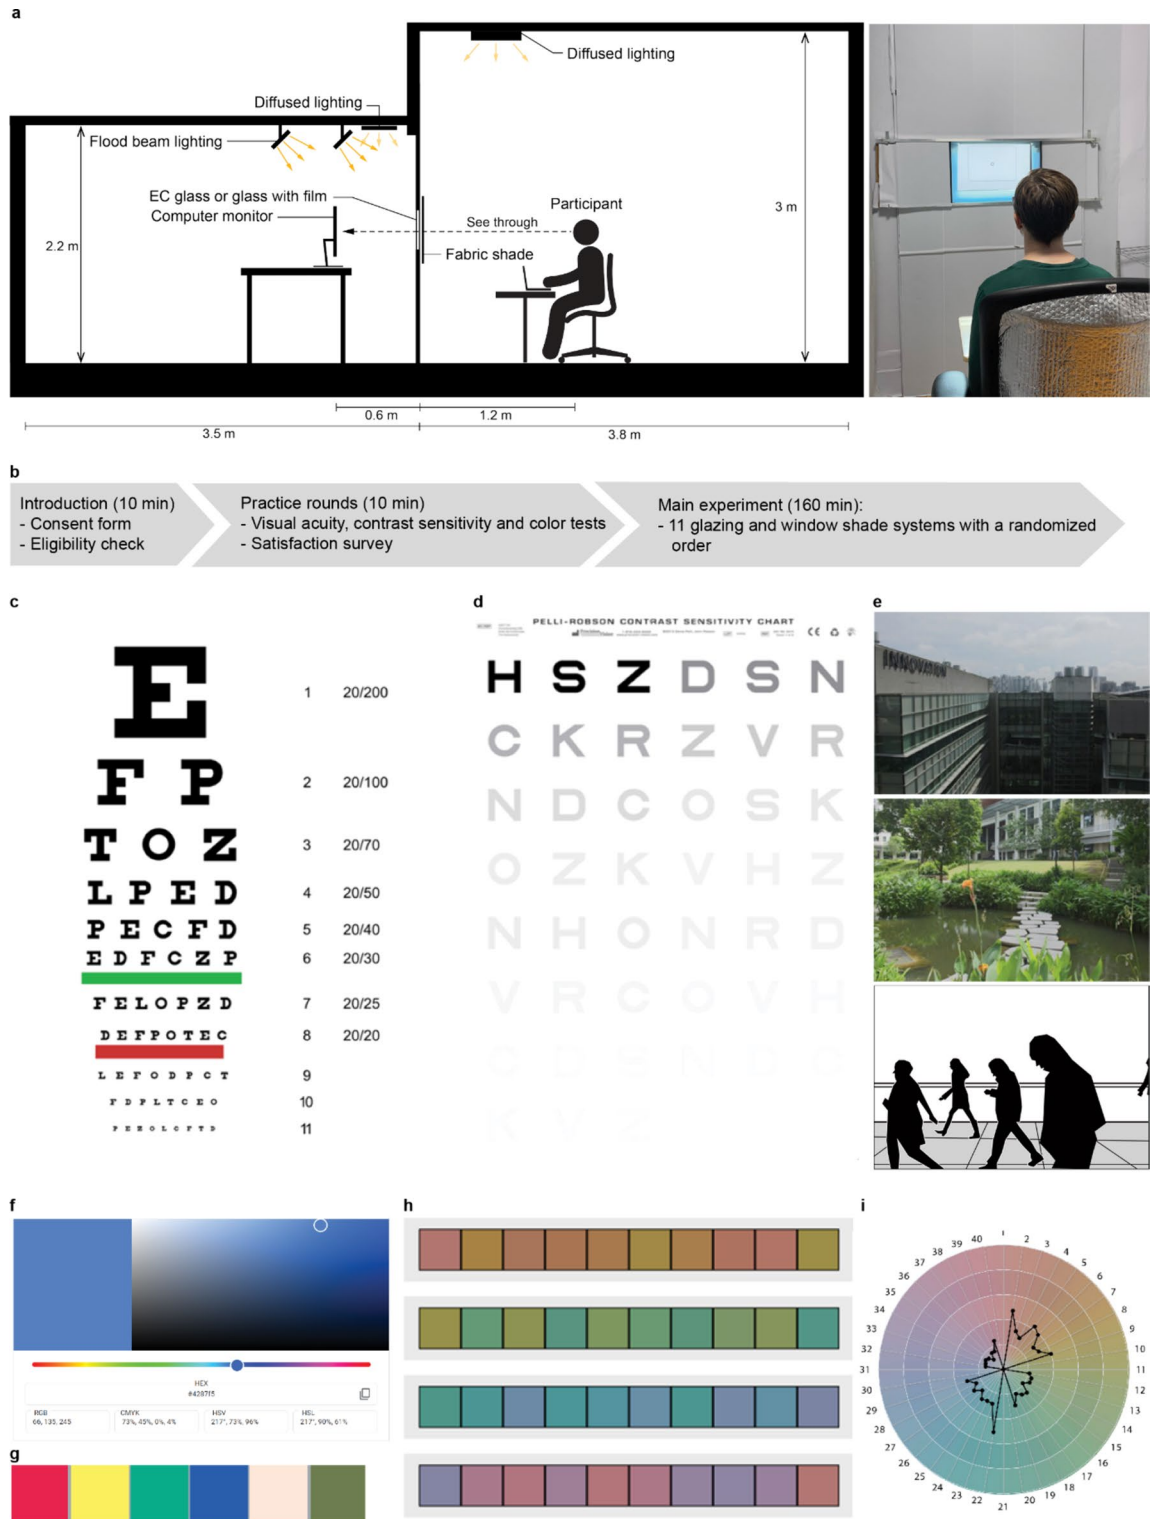 a
Diffused lighting
Diffused lighting
Flood beam lighting
EC glass or glass with film
Computer monitor
Participant
See through
Fabric shade
2.2 m
3 m
0.6 m
1.2 m
3.5 m
3.8 m
b
Introduction (10 min)
- Consent form
- Eligibility check
Practice rounds (10 min)
- Visual acuity, contrast sensitivity and color tests
- Satisfaction survey
Main experiment (160 min):
- 11 glazing and window shade systems with a randomized
order
c
E 1 20/200
F P 2 20/100
T O Z 3 20/70
L P E D 4 20/50
P E C F D 5 20/40
E D F C Z P 6 20/30
F E L O P Z D 7 20/25
D E F P O T E C 8 20/20
L E F O D P C T 9
F D P L T C E O 10
P E Z O L C F T D 11
d
PELLI-ROBSON CONTRAST SENSITIVITY CHART
H S Z D S N
C K R Z V R
N D C O S K
O Z K V H Z
N H O N R D
V R C O V H
C D S N
K V Z
e
f
HEX
#4287f5
RGB
66, 135, 245
CMYK
73%, 45%, 0%, 4%
HSV
217°, 73%, 96%
HSL
217°, 90%, 61%
g
h
i
1
2
3
4
5
6
7
8
9
10
11
12
13
14
15
16
17
18
19
20
21
22
23
24
25
26
27
28
29
30
31
32
33
34
35
36
37
38
39
40